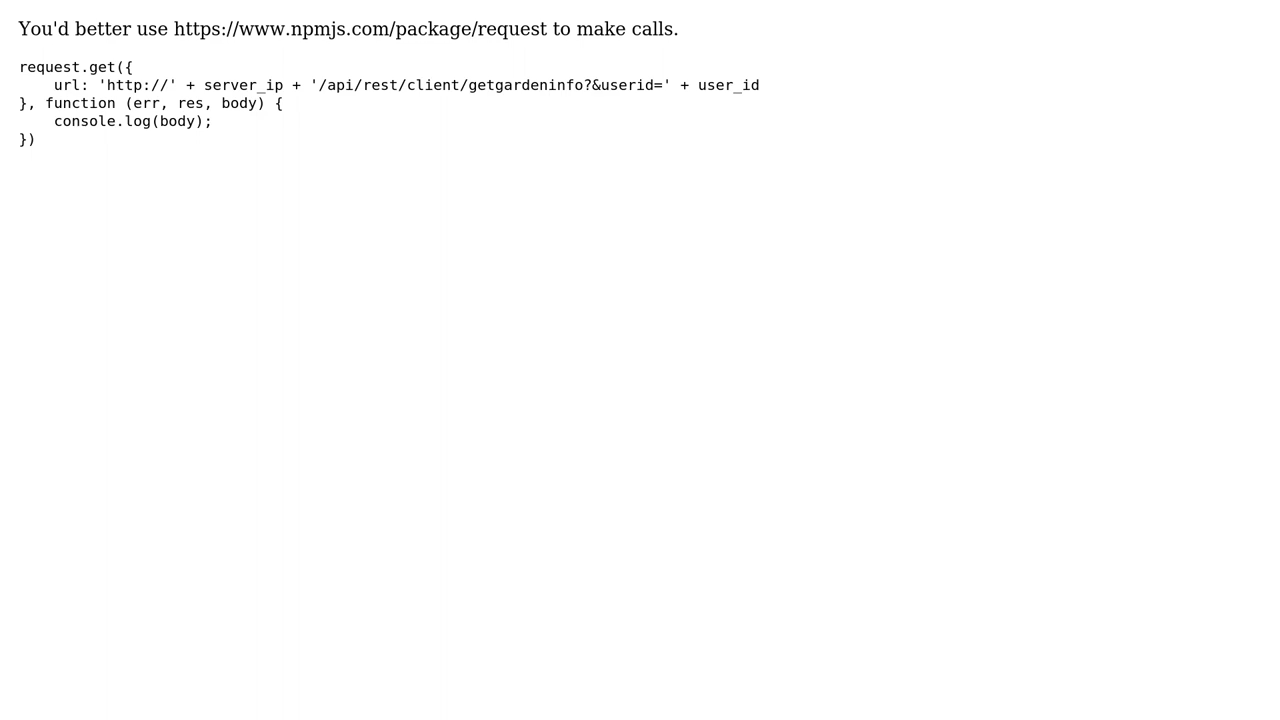 You'd better use https://www.npmjs.com/package/request to make calls.
request.get({
    url: 'http://' + server_ip + '/api/rest/client/getgardeninfo?&userid=' + user_id
}, function (err, res, body) {
    console.log(body);
})